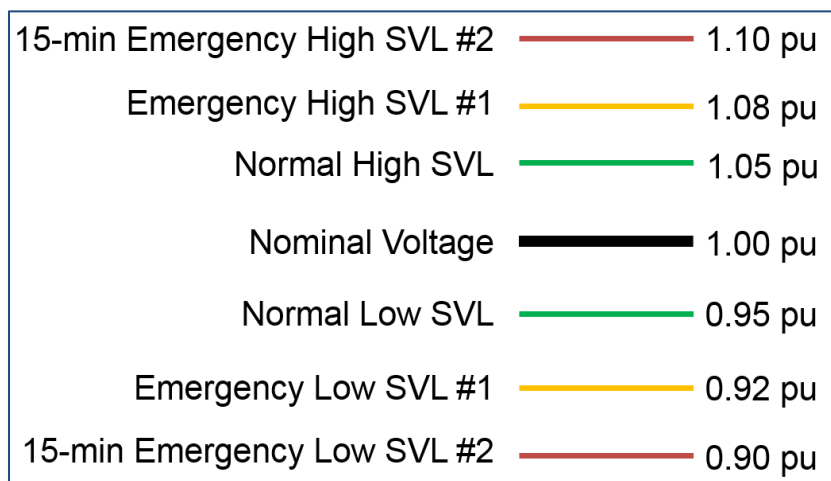 15-min Emergency High SVL #2 1.10 pu
Emergency High SVL #1 1.08 pu
Normal High SVL 1.05 pu
Nominal Voltage 1.00 pu
Normal Low SVL 0.95 pu
Emergency Low SVL #1 0.92 pu
15-min Emergency Low SVL #2 0.90 pu